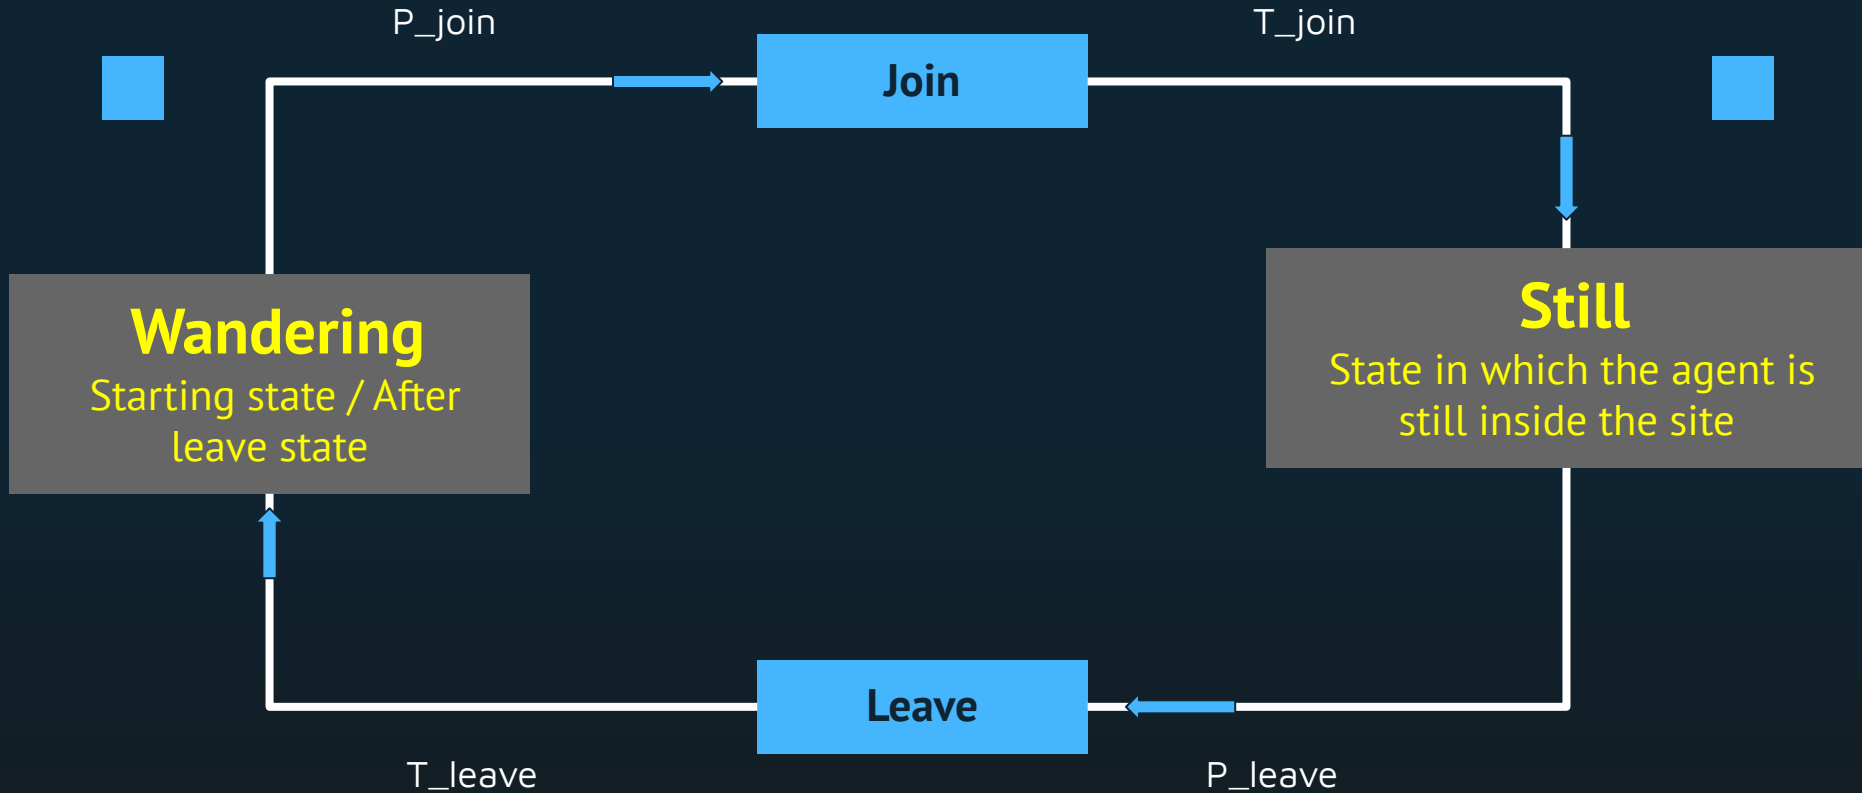 P_join
T_join
Join
Wandering
Starting state / After
leave state
Still
State in which the agent is
still inside the site
Leave
T_leave
P_leave